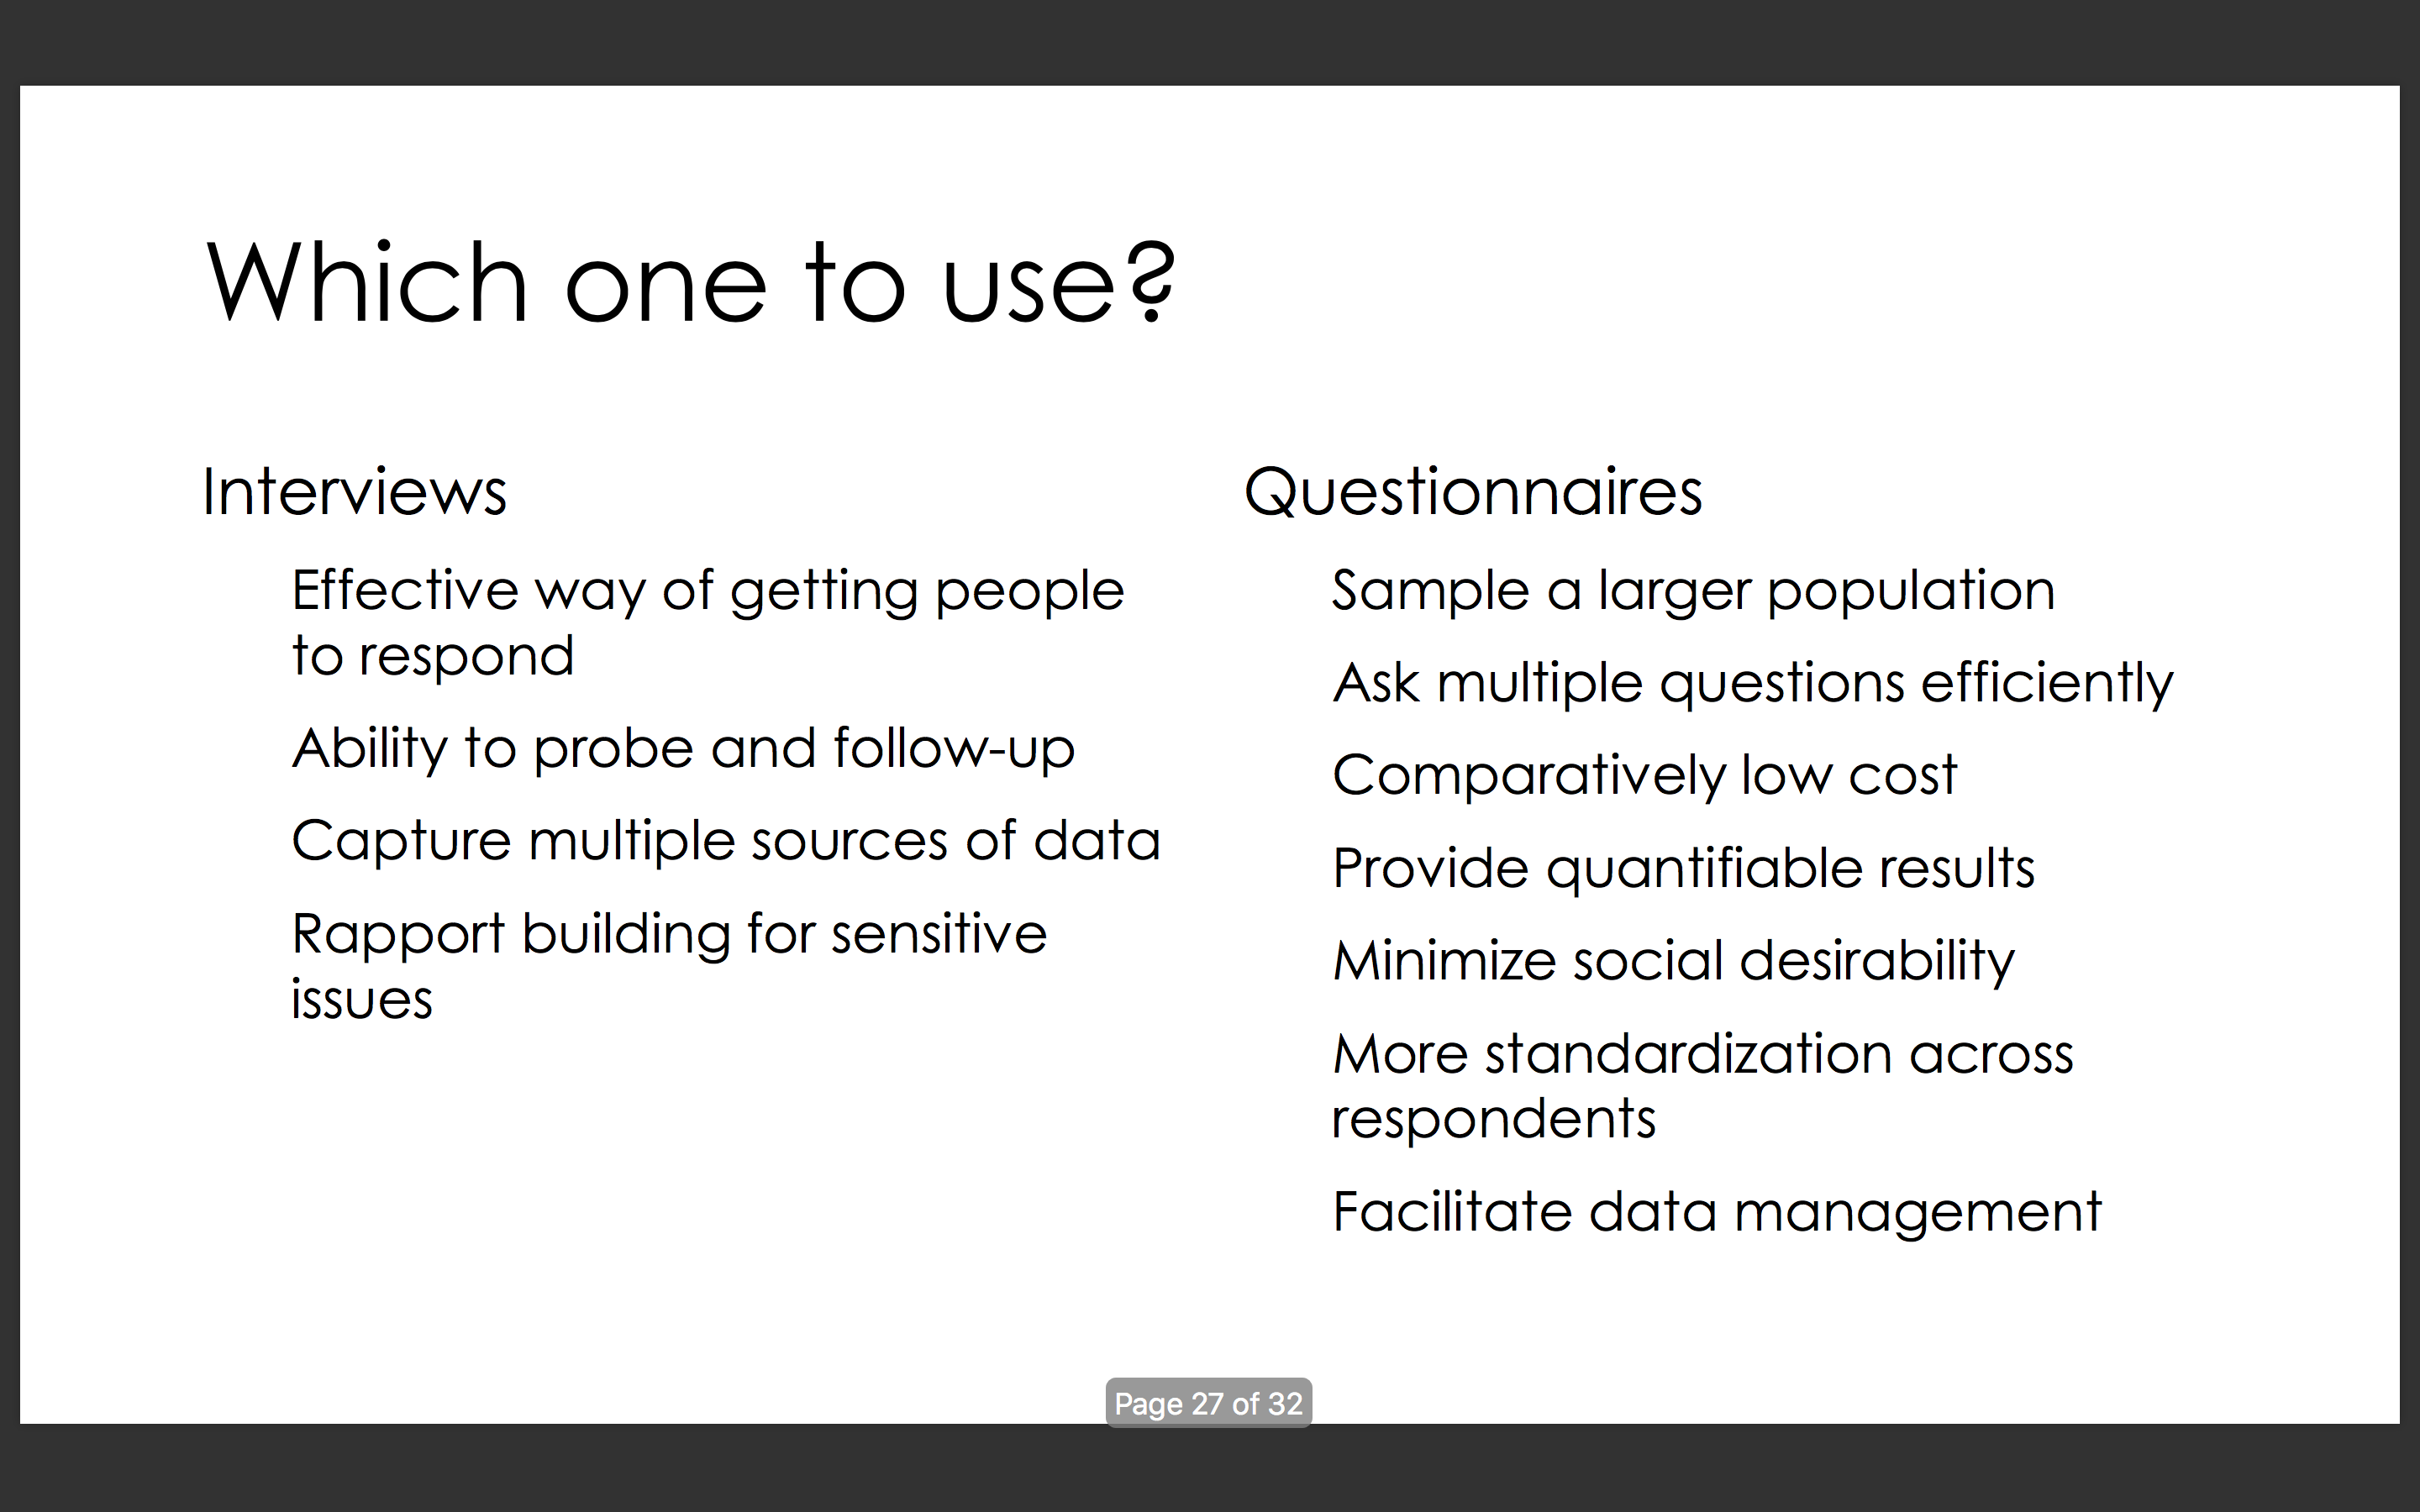 Which one to use?
Interviews
Effective way of getting people
to respond
Ability to probe and follow-up
Capture multiple sources of data
Rapport building for sensitive
issues
Questionnaires
Sample a larger population
Ask multiple questions efficiently
Comparatively low cost
Provide quantifiable results
Minimize social desirability
More standardization across
respondents
Facilitate data management
Page 27 of 32